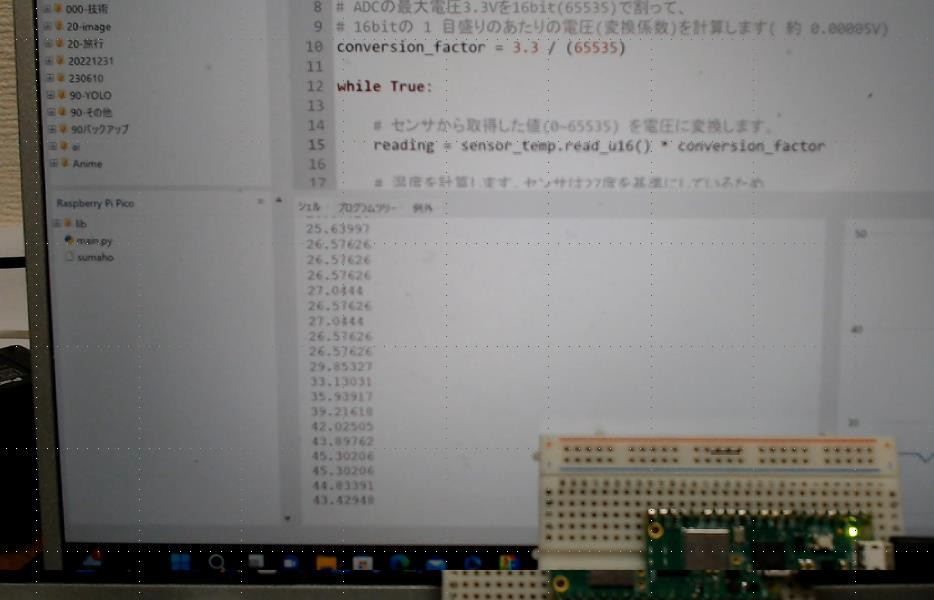 000-技術
20-image
20-旅行
20221231
230610
90-YOLO
90-その他
90バックアップ
ai
Anime
Raspberry Pi Pico
lib
main.py
sumaho
8 # ADCの最大電圧3.3Vを16bit(65535)で割って、
9 # 16bitの 1 目盛りのあたりの電圧(変換係数)を計算します( 約 0.00005V)
10 conversion_factor = 3.3 / (65535)
11
12 while True:
13
14 # センサから取得した値(0~65535) を電圧に変換します。
15 reading = sensor_temp.read_u16() * conversion_factor
16
17 # 温度を計算します。センサは27度を基準にしているため
シェル プログラムツリー 例外
25.63997
26.57626
26.57626
26.57626
26.57626
27.0444
26.57626
27.0444
26.57626
26.57626
29.85327
33.13031
35.93917
39.21618
42.02505
43.89762
45.30206
45.30206
44.83391
43.42948
50
40
30